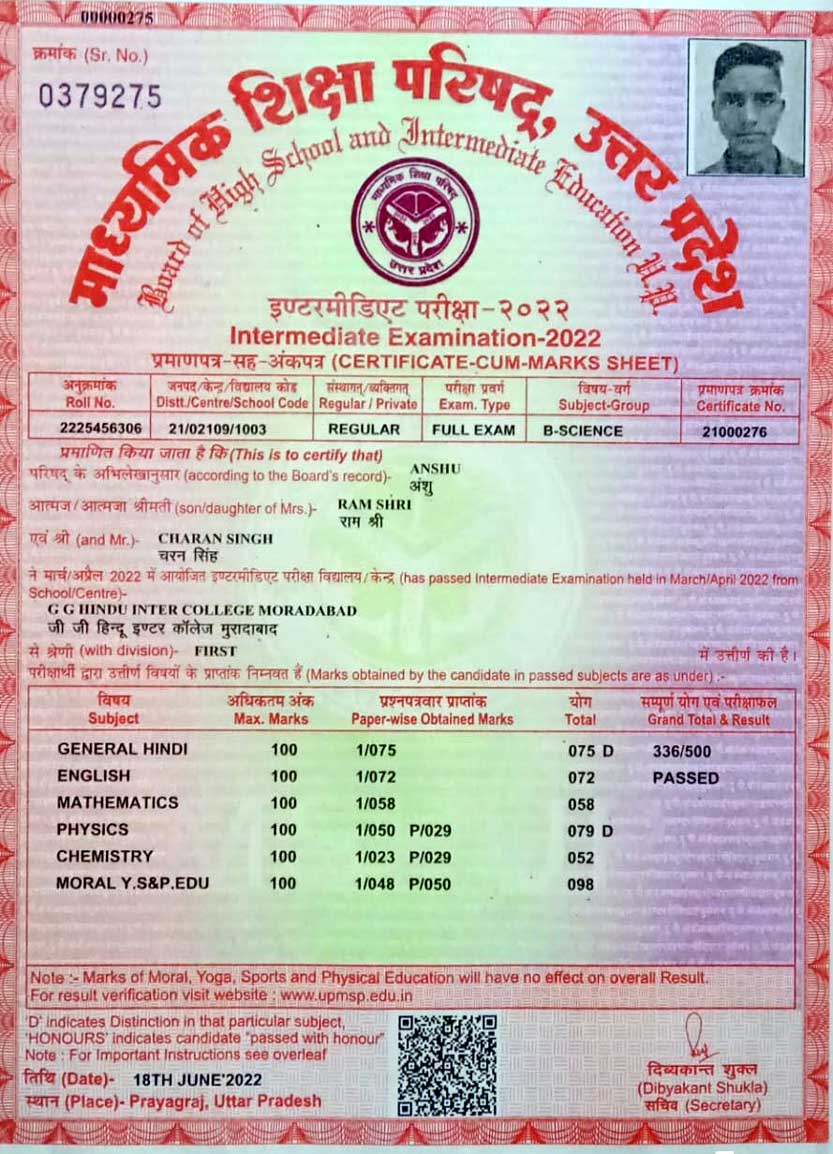 00000275
क्रमांक (Sr. No.)
0379275
माध्यमिक शिक्षा परिषद्, उत्तर प्रदेश
Board of High School and Intermediate Education U.P.
माध्यमिक शिक्षा परिषद्
उत्तर प्रदेश
इण्टरमीडिएट परीक्षा-२०२२
Intermediate Examination-2022
प्रमाणपत्र-सह-अंकपत्र (CERTIFICATE-CUM-MARKS SHEET)
अनुक्रमांक जनपद/केन्द्र/विद्यालय कोड संस्थागत/व्यक्तिगत परीक्षा प्रवर्ग विषय-वर्ग प्रमाणपत्र क्रमांक
Roll No. Distt./Centre/School Code Regular / Private Exam. Type Subject-Group Certificate No.
2225456306 21/02109/1003 REGULAR FULL EXAM B-SCIENCE 21000276
प्रमाणित किया जाता है कि (This is to certify that)
परिषद् के अभिलेखानुसार (according to the Board's record)- ANSHU
अंशु
आत्मज/आत्मजा श्रीमती (son/daughter of Mrs.)- RAM SHRI
राम श्री
एवं श्री (and Mr.)- CHARAN SINGH
चरन सिंह
ने मार्च/अप्रैल 2022 में आयोजित इण्टरमीडिएट परीक्षा विद्यालय/केन्द्र (has passed Intermediate Examination held in March/April 2022 from
School/Centre)-
G G HINDU INTER COLLEGE MORADABAD
जी जी हिन्दू इण्टर कॉलेज मुरादाबाद
से श्रेणी (with division)- FIRST में उत्तीर्ण की है।
परीक्षार्थी द्वारा उत्तीर्ण विषयों के प्राप्तांक निम्नवत हैं (Marks obtained by the candidate in passed subjects are as under) :-
विषय अधिकतम अंक प्रश्नपत्रवार प्राप्तांक योग सम्पूर्ण योग एवं परीक्षाफल
Subject Max. Marks Paper-wise Obtained Marks Total Grand Total & Result
GENERAL HINDI 100 1/075 075 D 336/500
ENGLISH 100 1/072 072 PASSED
MATHEMATICS 100 1/058 058
PHYSICS 100 1/050 P/029 079 D
CHEMISTRY 100 1/023 P/029 052
MORAL Y.S&P.EDU 100 1/048 P/050 098
Note :- Marks of Moral, Yoga, Sports and Physical Education will have no effect on overall Result.
For result verification visit website : www.upmsp.edu.in
'D' indicates Distinction in that particular subject,
'HONOURS' indicates candidate "passed with honour"
Note : For Important Instructions see overleaf
तिथि (Date)- 18TH JUNE'2022
स्थान (Place)- Prayagraj, Uttar Pradesh
दिब्यकान्त शुक्ल
(Dibyakant Shukla)
सचिव (Secretary)